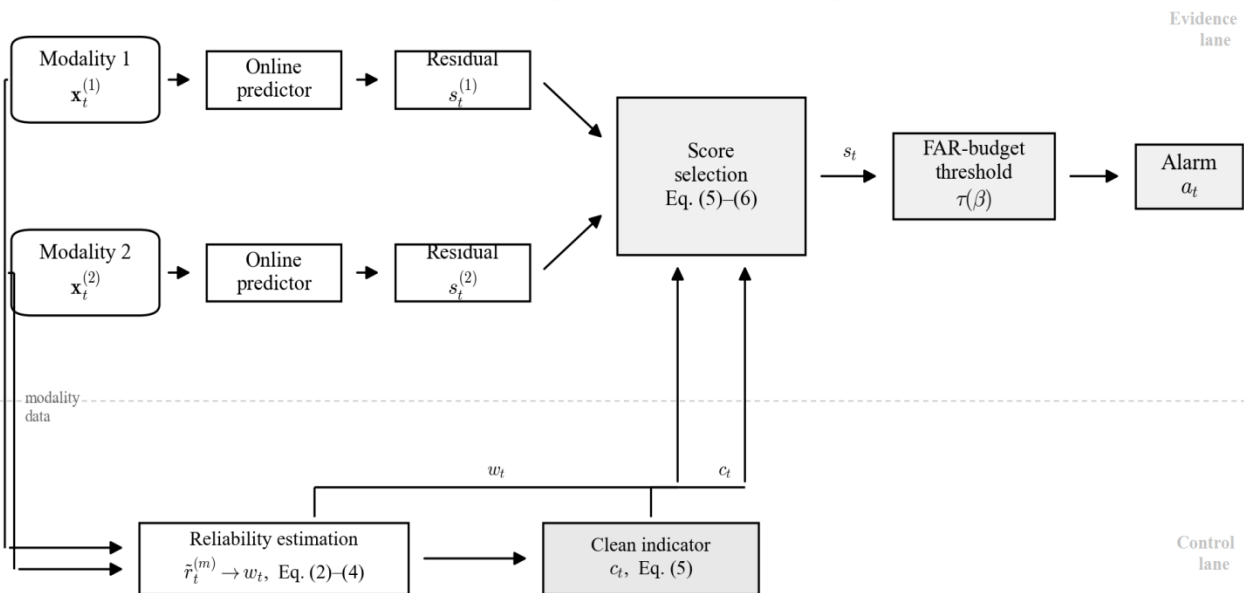 Evidence
lane
Modality 1
x_t^(1)
Online
predictor
Residual
s_t^(1)
Score
selection
Eq. (5)–(6)
s_t
FAR-budget
threshold
τ(β)
Alarm
a_t
Modality 2
x_t^(2)
Online
predictor
Residual
s_t^(2)
modality
data
w_t
c_t
Reliability estimation
r̃_t^(m) → w_t, Eq. (2)–(4)
Clean indicator
c_t, Eq. (5)
Control
lane